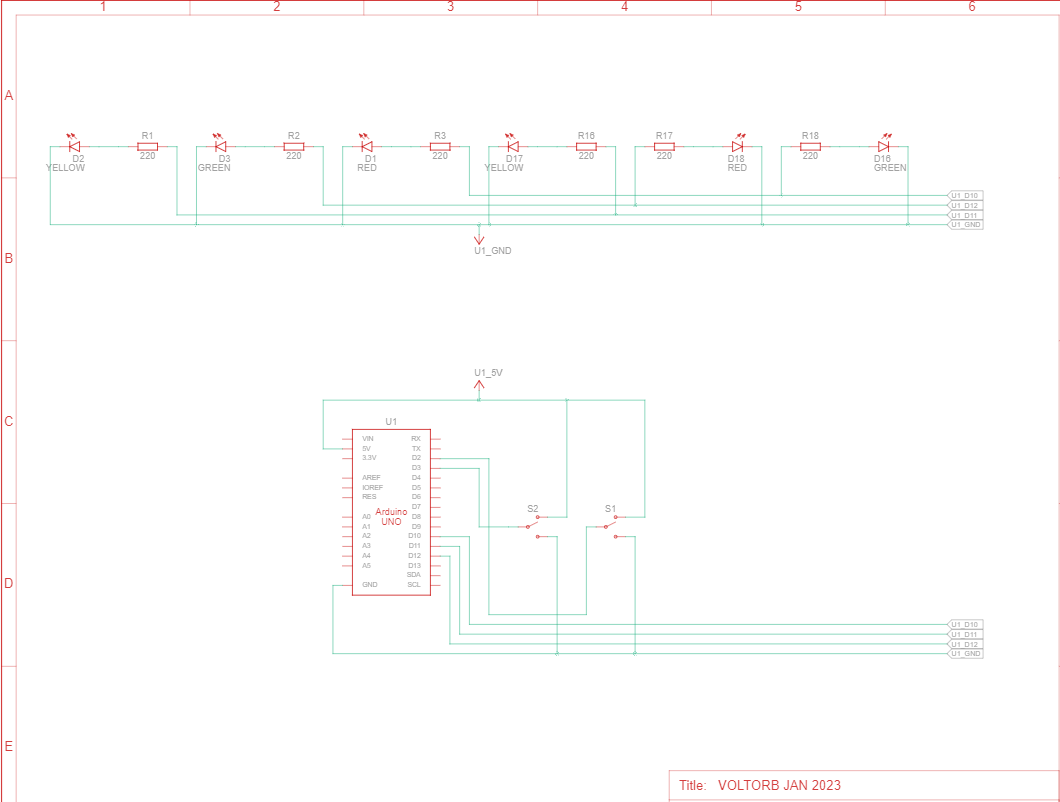 1 2 3 4 5 6
A
R1 R2 R3 R16 R17 R18
D2 220 D3 220 D1 220 D17 220 220 D18 220 D16
YELLOW GREEN RED YELLOW RED GREEN
U1_D10
U1_D12
U1_D11
U1_GND
U1_GND
B
U1_5V
C
U1
VIN RX
5V TX
3.3V D2
D3
AREF D4
IOREF D5
RES D6
D7
Arduino
UNO
A0 D8
A1 D9
A2 D10
A3 D11
A4 D12
A5 D13
SDA
GND SCL
S2 S1
D
U1_D10
U1_D11
U1_D12
U1_GND
E
Title: VOLTORB JAN 2023